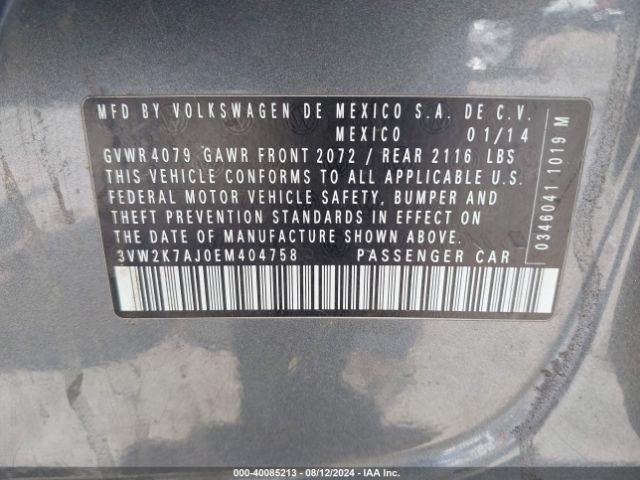 MFD BY VOLKSWAGEN DE MEXICO S.A. DE C.V.
MEXICO 01/14
GVWR 4079 GAWR FRONT 2072 / REAR 2116 LBS
THIS VEHICLE CONFORMS TO ALL APPLICABLE U.S.
FEDERAL MOTOR VEHICLE SAFETY, BUMPER AND
THEFT PREVENTION STANDARDS IN EFFECT ON
THE DATE OF MANUFACTURE SHOWN ABOVE.
3VW2K7AJ0EM404758 PASSENGER CAR
0346041 1019 M
000-40085213 - 08/12/2024 - IAA Inc.